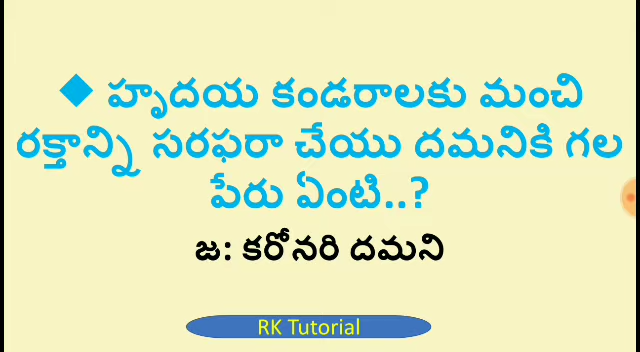 ◆ హృదయ కండరాలకు మంచి
రక్తాన్ని సరఫరా చేయు దమనికి గల
పేరు ఏంటి..?
జ: కరోనరి దమని
RK Tutorial